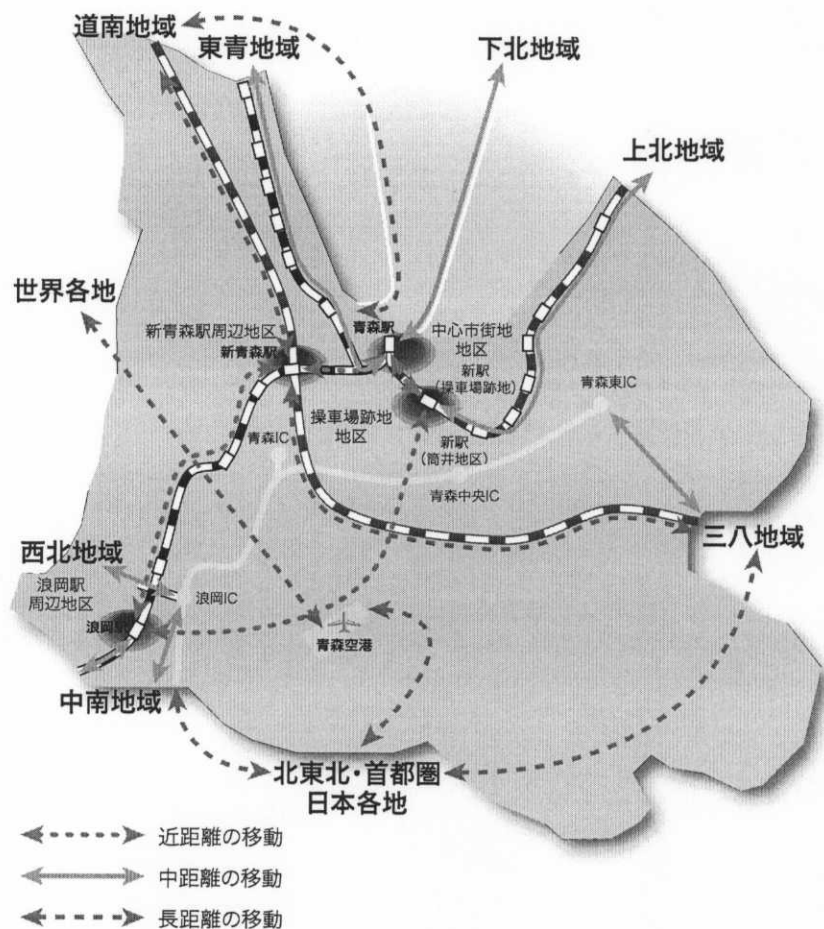 道南地域
東青地域
下北地域
上北地域
世界各地
新青森駅周辺地区
新青森駅
青森駅
中心市街地
地区
新駅
（操車場跡地）
操車場跡地
地区
新駅
（筒井地区）
青森東IC
青森IC
青森中央IC
三八地域
西北地域
浪岡駅
周辺地区
浪岡IC
浪岡駅
青森空港
中南地域
北東北・首都圏
日本各地
近距離の移動
中距離の移動
長距離の移動